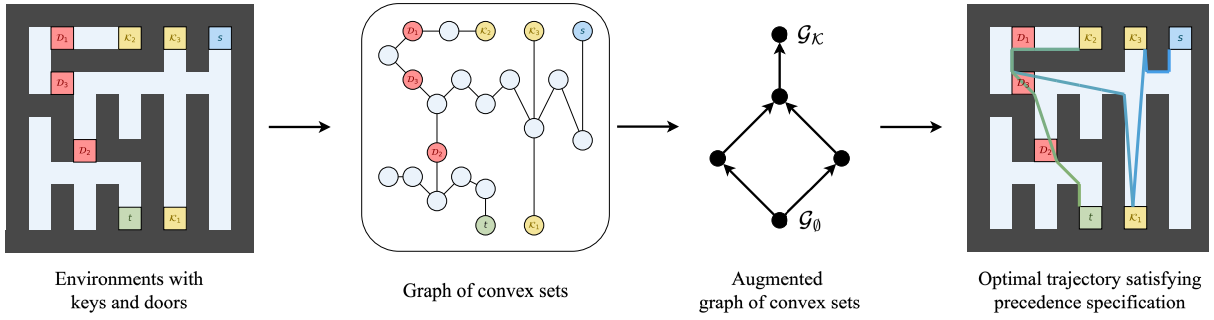 D₁ K₂ K₃ s
D₃
D₂
t K₁
Environments with
keys and doors
D₁ K₂ K₃ s
D₃
D₂
t K₁
Graph of convex sets
G_K
G_∅
Augmented
graph of convex sets
D₁ K₂ K₃ s
D₃
D₂
t K₁
Optimal trajectory satisfying
precedence specification